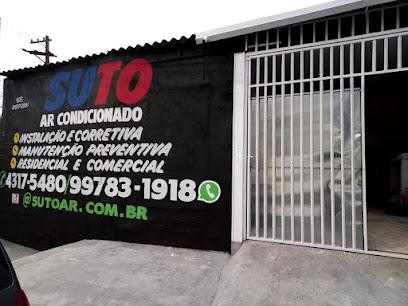 SUTO
AR CONDICIONADO
INSTALAÇÃO E CORRETIVA
MANUTENÇÃO PREVENTIVA
RESIDENCIAL E COMERCIAL
4317-5480/99783-1918
@SUTOAR.COM.BR